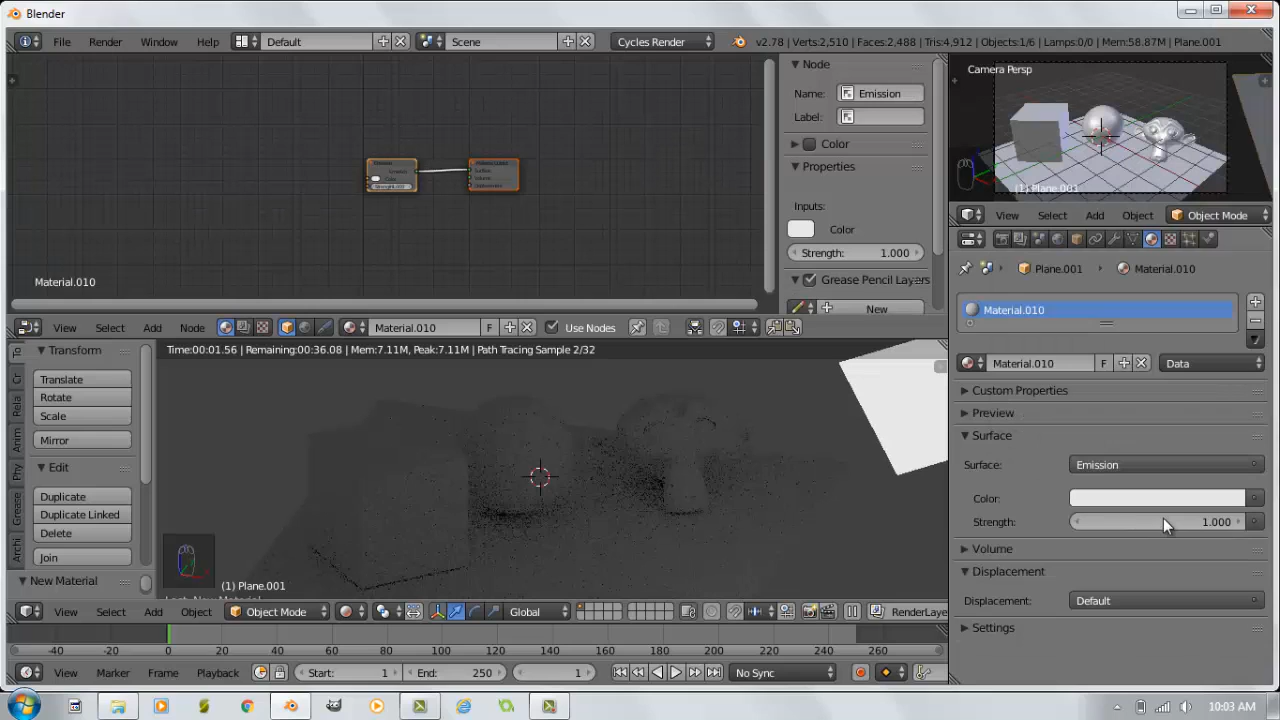 Blender
File Render Window Help Default Scene Cycles Render v2.78 | Verts:2,510 | Faces:2,488 | Tris:4,912 | Objects:1/6 | Lamps:0/0 | Mem:58.87M | Plane.001
Node
Name: Emission
Label:
Color
Properties
Inputs:
Color
Strength: 1.000
Grease Pencil Layers
New
Material.010
View Select Add Node Material.010 F Use Nodes
Camera Persp
(1) Plane.001
View Select Add Object Object Mode
Plane.001 Material.010
Material.010
Material.010 F Data
Custom Properties
Preview
Surface
Surface: Emission
Color:
Strength: 1.000
Volume
Displacement
Displacement: Default
Settings
Transform
Translate
Rotate
Scale
Mirror
Edit
Duplicate
Duplicate Linked
Delete
Join
New Material
To
Cr
Rela
Anim
Phy
Grease
Archi
Time:00:01.56 | Remaining:00:36.08 | Mem:7.11M, Peak:7.11M | Path Tracing Sample 2/32
(1) Plane.001
View Select Add Object Object Mode Global RenderLaye
-40 -20 0 20 40 60 80 100 120 140 160 180 200 220 240 260
View Marker Frame Playback Start: 1 End: 250 1 No Sync
10:03 AM